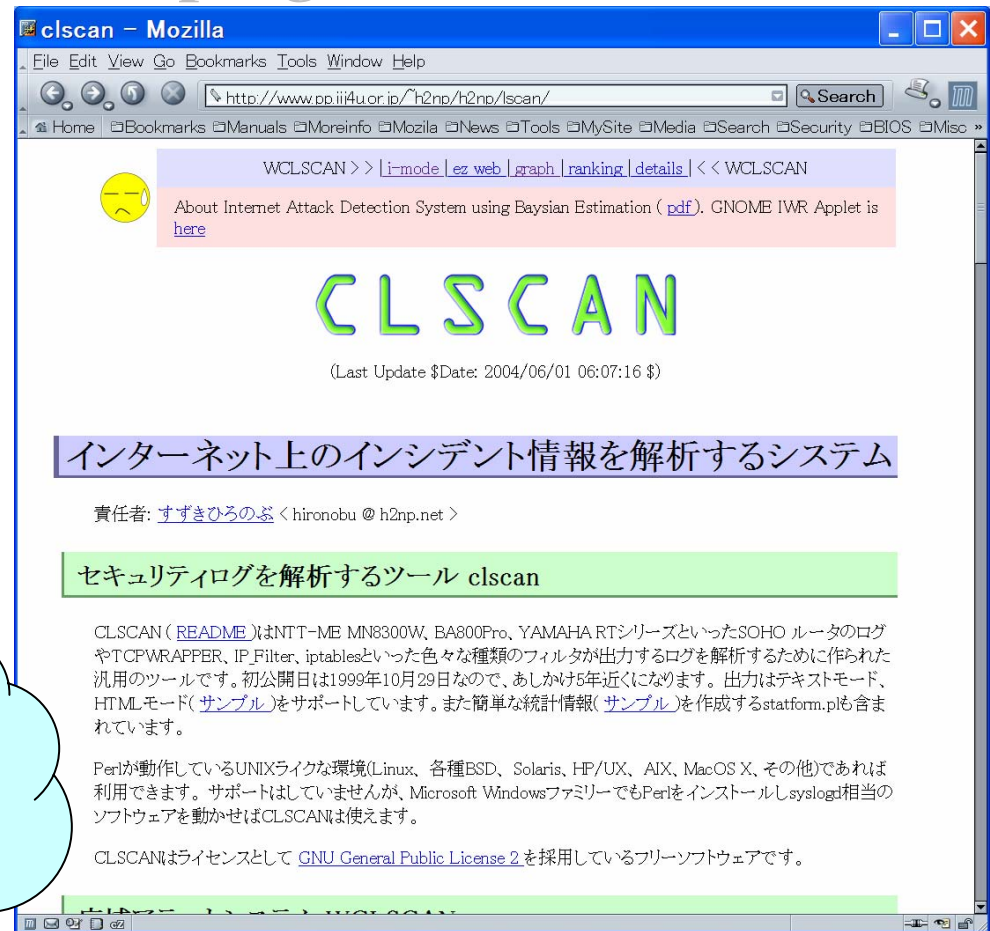 clscan - Mozilla
File Edit View Go Bookmarks Tools Window Help
http://www.pp.iij4u.or.jp/~h2np/h2np/lscan/ Search
Home Bookmarks Manuals Moreinfo Mozila News Tools MySite Media Search Security BIOS Misc »
WCLSCAN > > | i-mode | ez web | graph | ranking | details | < < WCLSCAN
About Internet Attack Detection System using Baysian Estimation ( pdf ). GNOME IWR Applet is
here
CLSCAN
(Last Update $Date: 2004/06/01 06:07:16 $)
インターネット上のインシデント情報を解析するシステム
責任者: すずきひろのぶ < hironobu @ h2np.net >
セキュリティログを解析するツール clscan
CLSCAN ( README )はNTT-ME MN8300W、BA800Pro、YAMAHA RTシリーズといったSOHO ルータのログ
やTCPWRAPPER、IP_Filter、iptablesといった色々な種類のフィルタが出力するログを解析するために作られた
汎用のツールです。初公開日は1999年10月29日なので、あしかけ5年近くになります。出力はテキストモード、
HTMLモード( サンプル )をサポートしています。また簡単な統計情報( サンプル )を作成するstatform.plも含ま
れています。
Perlが動作しているUNIXライクな環境(Linux、各種BSD、Solaris、HP/UX、AIX、MacOS X、その他)であれば
利用できます。サポートはしていませんが、Microsoft WindowsファミリーでもPerlをインストールしsyslogd相当の
ソフトウェアを動かせばCLSCANは使えます。
CLSCANはライセンスとして GNU General Public License 2 を採用しているフリーソフトウェアです。